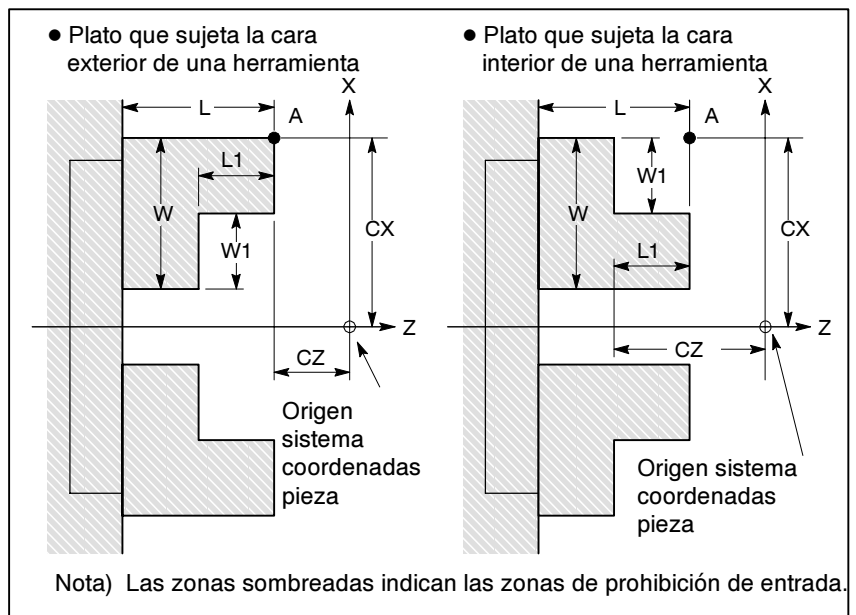 ● Plato que sujeta la cara
exterior de una herramienta
X
L
A
L1
W
W1
CX
Z
CZ
Origen
sistema
coordenadas
pieza
● Plato que sujeta la cara
interior de una herramienta
X
L
A
W1
W
CX
L1
Z
CZ
Origen sistema
coordenadas
pieza
Nota) Las zonas sombreadas indican las zonas de prohibición de entrada.